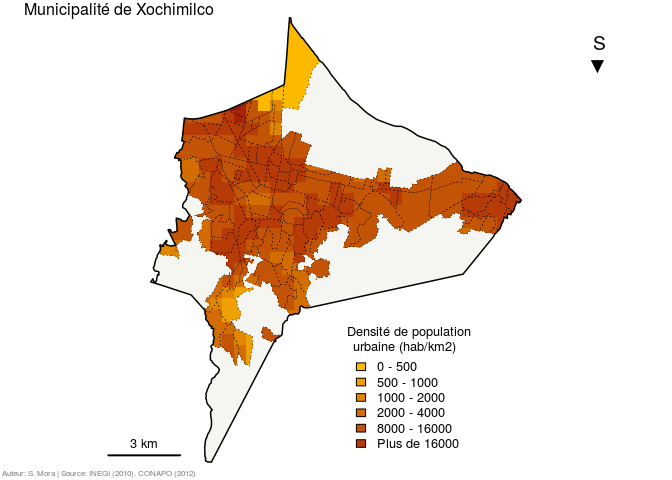 Municipalité de Xochimilco
S
Densité de population
urbaine (hab/km2)
0 - 500
500 - 1000
1000 - 2000
2000 - 4000
8000 - 16000
Plus de 16000
3 km
Auteur: S. Mora | Source: INEGI (2010), CONAPO (2012)